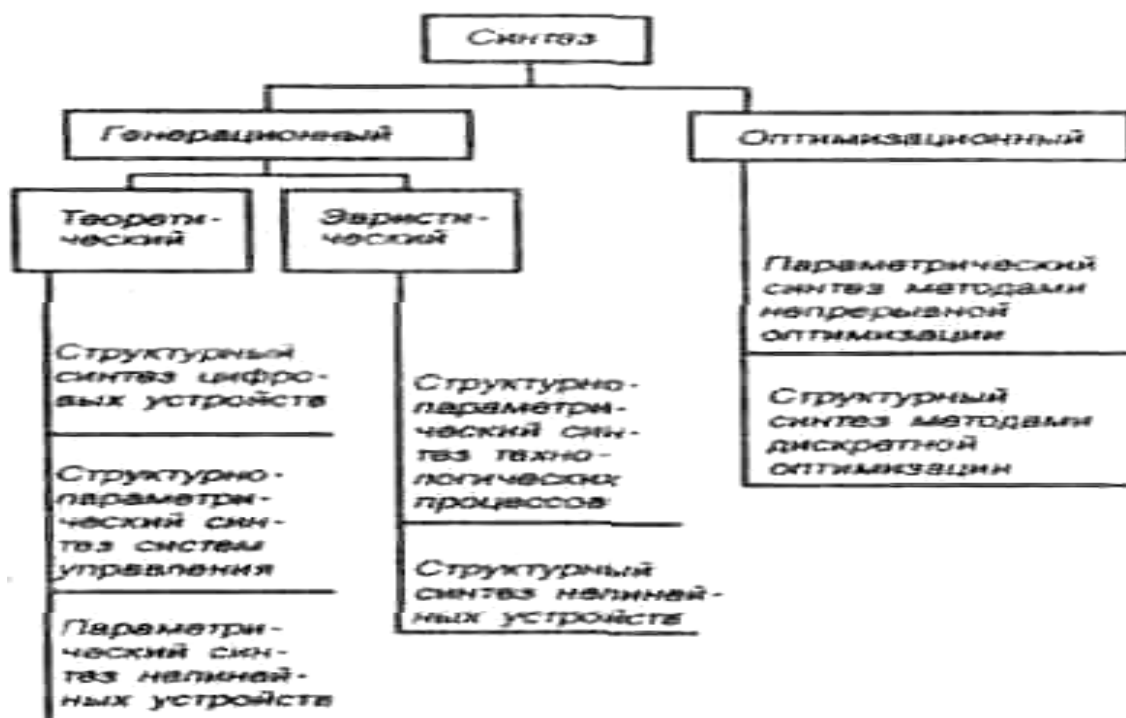 Синтез
Генерационный
Оптимизационный
Теорети-
ческий
Эвристи-
ческий
Структурный
синтез цифро-
вых устройств
Структурно-
параметри-
ческий син-
тез систем
управления
Параметри-
ческий син-
тез нелиней-
ных устройств
Структурно-
параметри-
ческий син-
тез техно-
логических
процессов
Структурный
синтез нелиней-
ных устройств
Параметрический
синтез методами
непрерывной
оптимизации
Структурный
синтез методами
дискретной
оптимизации